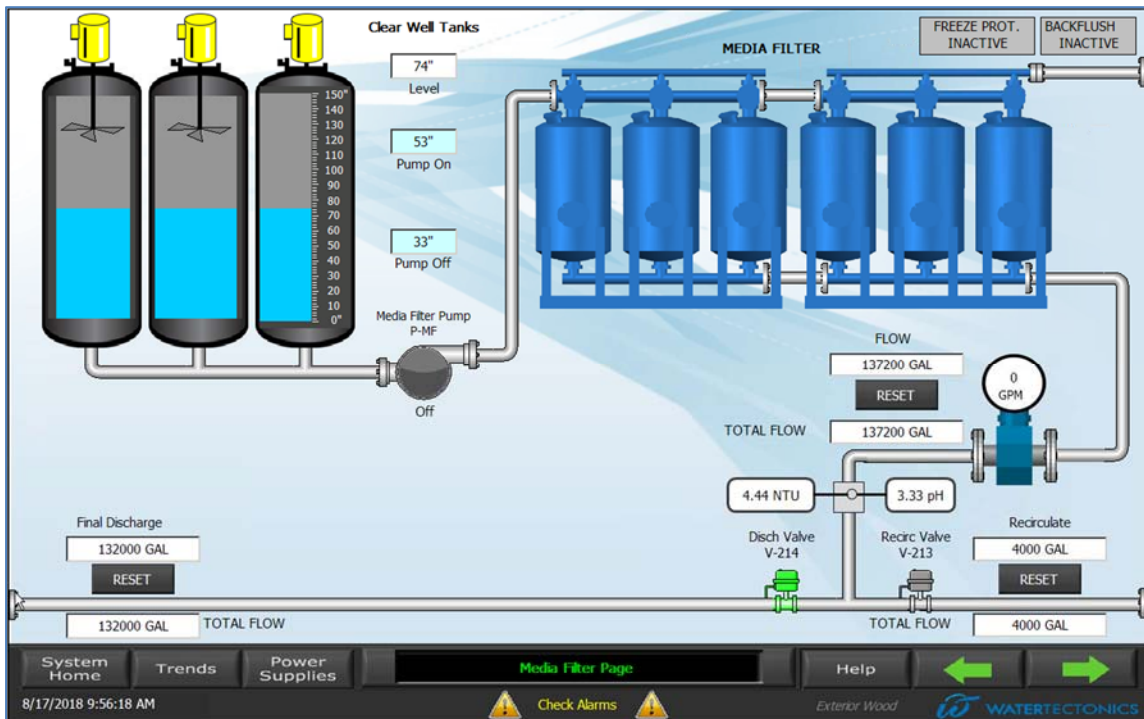 Clear Well Tanks
FREEZE PROT.
INACTIVE
BACKFLUSH
INACTIVE
MEDIA FILTER
74"
Level
53"
Pump On
33"
Pump Off
150"
140
130
120
110
100
90
80
70
60
50
40
30
20
10
0"
Media Filter Pump
P-MF
Off
FLOW
137200 GAL
RESET
TOTAL FLOW
137200 GAL
0
GPM
4.44 NTU
3.33 pH
Final Discharge
132000 GAL
RESET
132000 GAL
TOTAL FLOW
Disch Valve
V-214
Recirc Valve
V-213
Recirculate
4000 GAL
RESET
TOTAL FLOW
4000 GAL
System
Home
Trends
Power
Supplies
Media Filter Page
Help
8/17/2018 9:56:18 AM
Check Alarms
Exterior Wood
WATERTECTONICS